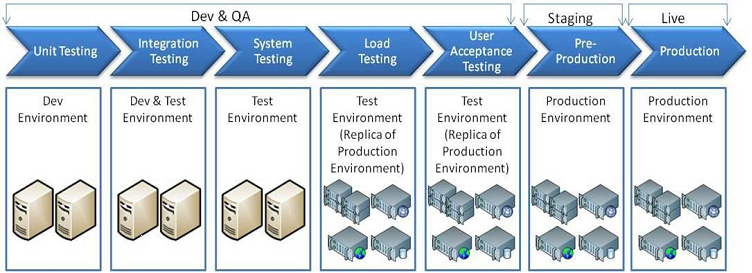 Dev & QA
Staging
Live
Unit Testing
Integration
Testing
System
Testing
Load
Testing
User
Acceptance
Testing
Pre-
Production
Production
Dev
Environment
Dev & Test
Environment
Test
Environment
Test
Environment
(Replica of
Production
Environment)
Test
Environment
(Replica of
Production
Environment)
Production
Environment
Production
Environment